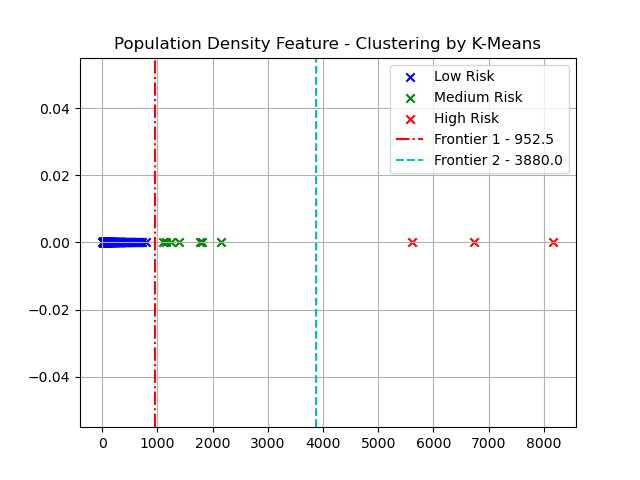 Population Density Feature - Clustering by K-Means
Low Risk
Medium Risk
High Risk
Frontier 1 - 952.5
Frontier 2 - 3880.0
0.04
0.02
0.00
−0.02
−0.04
0 1000 2000 3000 4000 5000 6000 7000 8000